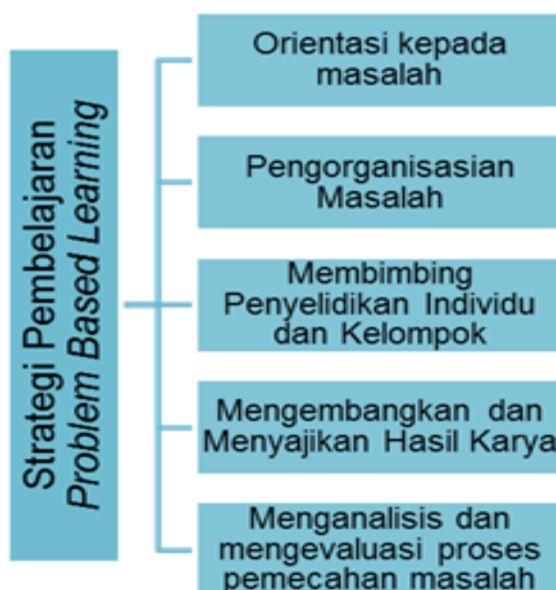 Strategi Pembelajaran
Problem Based Learning
Orientasi kepada
masalah
Pengorganisasian
Masalah
Membimbing
Penyelidikan Individu
dan Kelompok
Mengembangkan dan
Menyajikan Hasil Karya
Menganalisis dan
mengevaluasi proses
pemecahan masalah